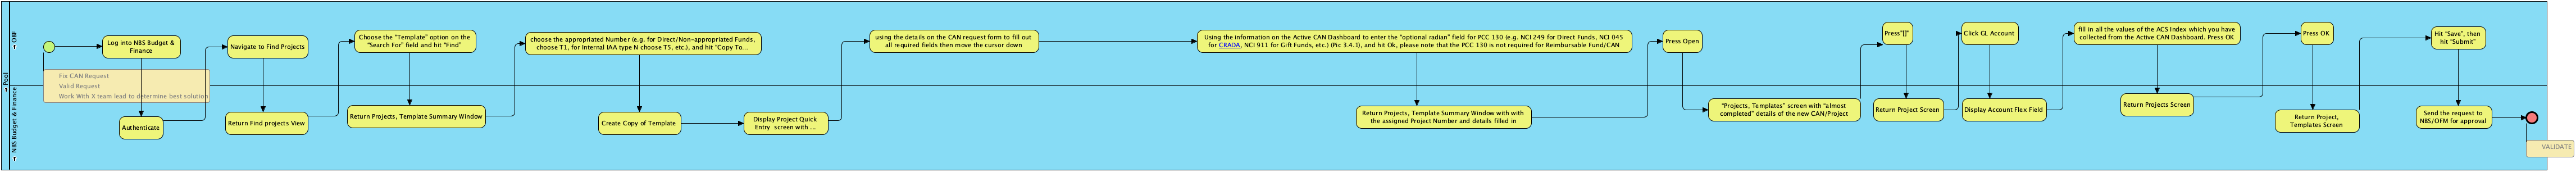 Pool
OBF
NBS Budget & Finance
Log into NBS Budget &
Finance
Fix CAN Request
Valid Request
Work With X team lead to determine best solution
Authenticate
Navigate to Find Projects
Return Find projects View
Choose the "Template" option on the
"Search For" field and hit "Find"
Return Projects, Template Summary Window
choose the appropriated Number (e.g. for Direct/Non-appropriated Funds,
choose T1, for Internal IAA type N choose T5, etc.), and hit "Copy To...
Create Copy of Template
Display Project Quick
Entry screen with ...
using the details on the CAN request form to fill out
all required fields then move the cursor down
Using the information on the Active CAN Dashboard to enter the "optional radian" field for PCC 130 (e.g. NCI 249 for Direct Funds, NCI 045
for CRADA, NCI 911 for Gift Funds, etc.) (Pic 3.4.1), and hit Ok, please note that the PCC 130 is not required for Reimbursable Fund/CAN
Return Projects, Template Summary Window with with
the assigned Project Number and details filled in
Press Open
"Projects, Templates" screen with "almost
completed" details of the new CAN/Project
Press"[]"
Return Project Screen
Click GL Account
Display Account Flex Field
fill in all the values of the ACS Index which you have
collected from the Active CAN Dashboard. Press OK
Return Projects Screen
Press OK
Return Project,
Templates Screen
Hit "Save", then
hit "Submit"
Send the request to
NBS/OFM for approval
VALIDATE